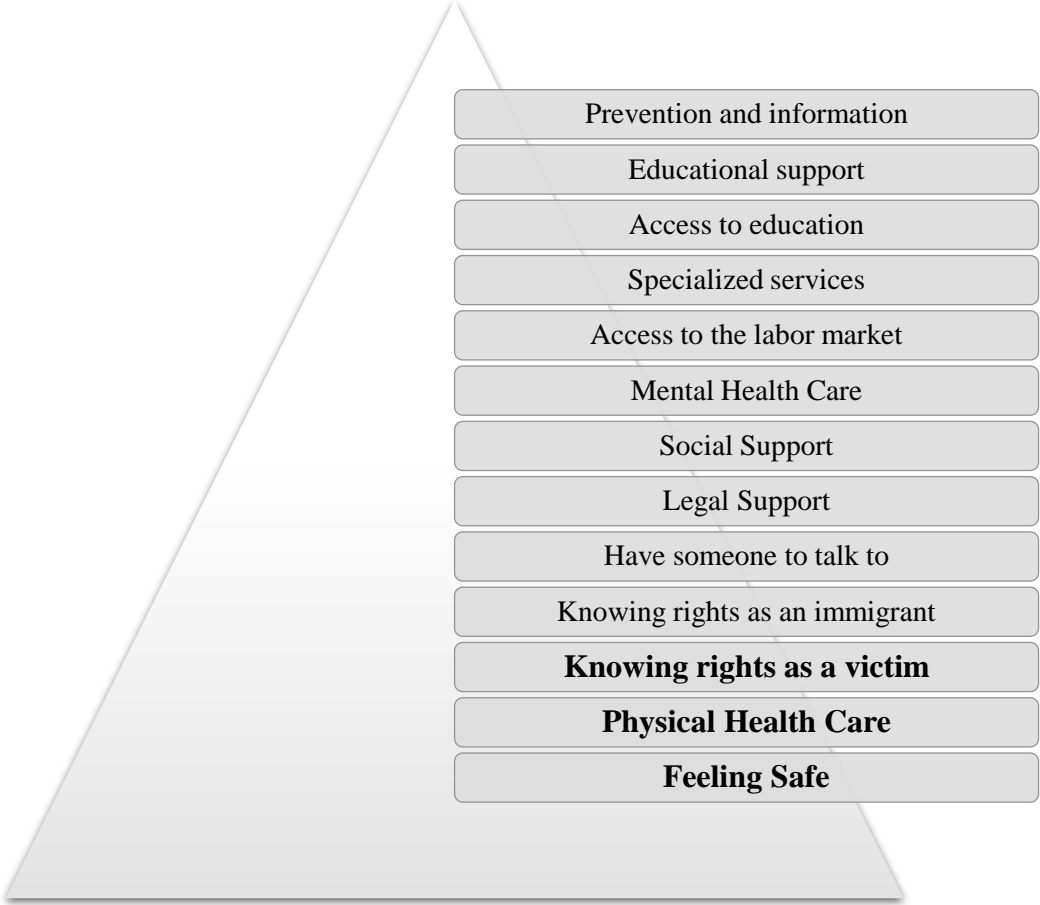 Prevention and information
Educational support
Access to education
Specialized services
Access to the labor market
Mental Health Care
Social Support
Legal Support
Have someone to talk to
Knowing rights as an immigrant
Knowing rights as a victim
Physical Health Care
Feeling Safe